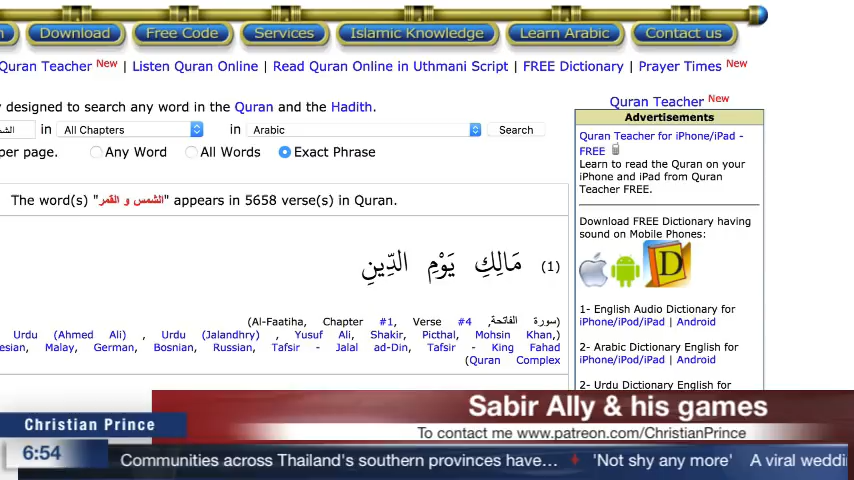 Download
Free Code
Services
Islamic Knowledge
Learn Arabic
Contact us
Quran Teacher New | Listen Quran Online | Read Quran Online in Uthmani Script | FREE Dictionary | Prayer Times New
designed to search any word in the Quran and the Hadith.
in All Chapters in Arabic Search
per page. Any Word All Words Exact Phrase
The word(s) "الشمس و القمر" appears in 5658 verse(s) in Quran.
(1) مَالِكِ يَوْمِ الدِّينِ
(Al-Faatiha, Chapter #1, Verse #4 سورة الفاتحة,)
Urdu (Ahmed Ali) , Urdu (Jalandhry) , Yusuf Ali, Shakir, Picthal, Mohsin Khan,)
Malay, German, Bosnian, Russian, Tafsir - Jalal ad-Din, Tafsir - King Fahad
(Quran Complex
Quran Teacher New
Advertisements
Quran Teacher for iPhone/iPad -
FREE
Learn to read the Quran on your
iPhone and iPad from Quran
Teacher FREE.
Download FREE Dictionary having
sound on Mobile Phones:
D
1- English Audio Dictionary for
iPhone/iPod/iPad | Android
2- Arabic Dictionary English for
iPhone/iPod/iPad | Android
2- Urdu Dictionary English for
Christian Prince
Sabir Ally & his games
To contact me www.patreon.com/ChristianPrince
6:54
Communities across Thailand's southern provinces have... 'Not shy any more' A viral